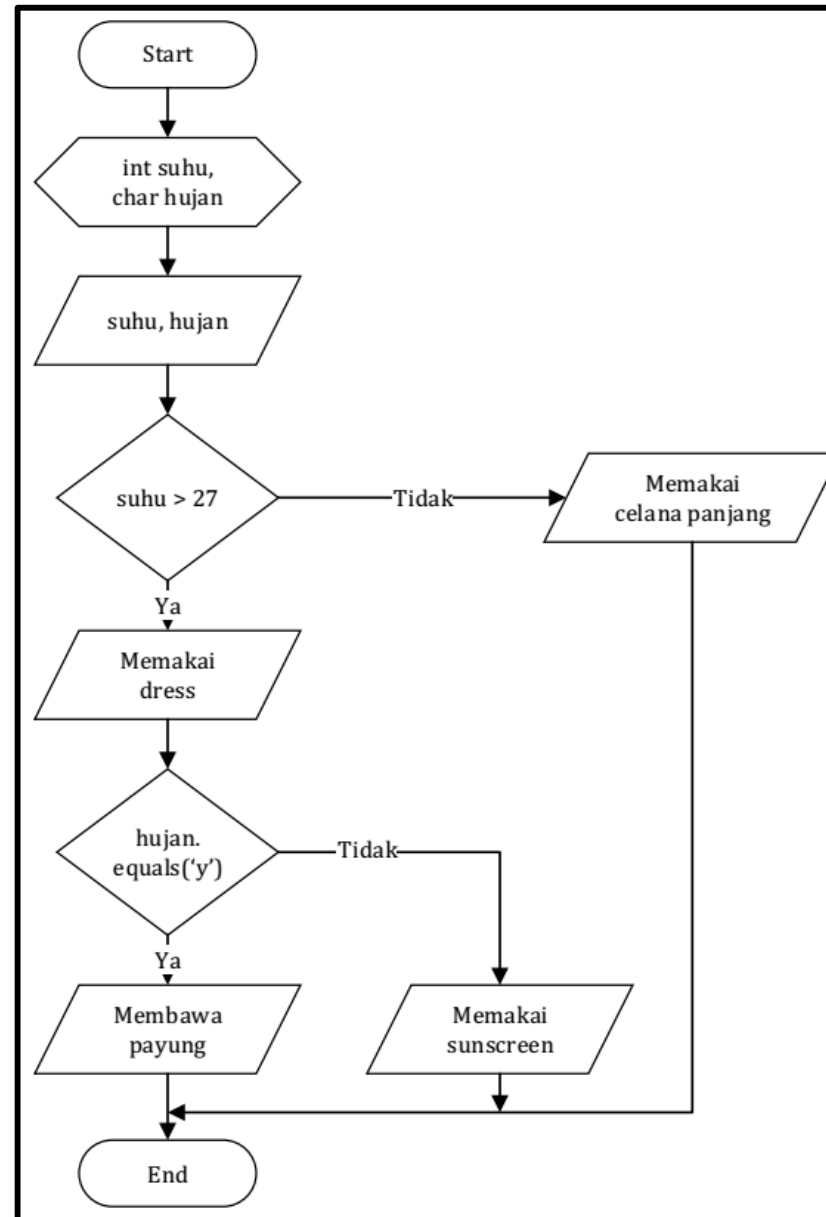 Start
int suhu,
char hujan
suhu, hujan
suhu > 27
Tidak
Memakai
celana panjang
Ya
Memakai
dress
hujan.
equals(‘y’)
Tidak
Ya
Membawa
payung
Memakai
sunscreen
End